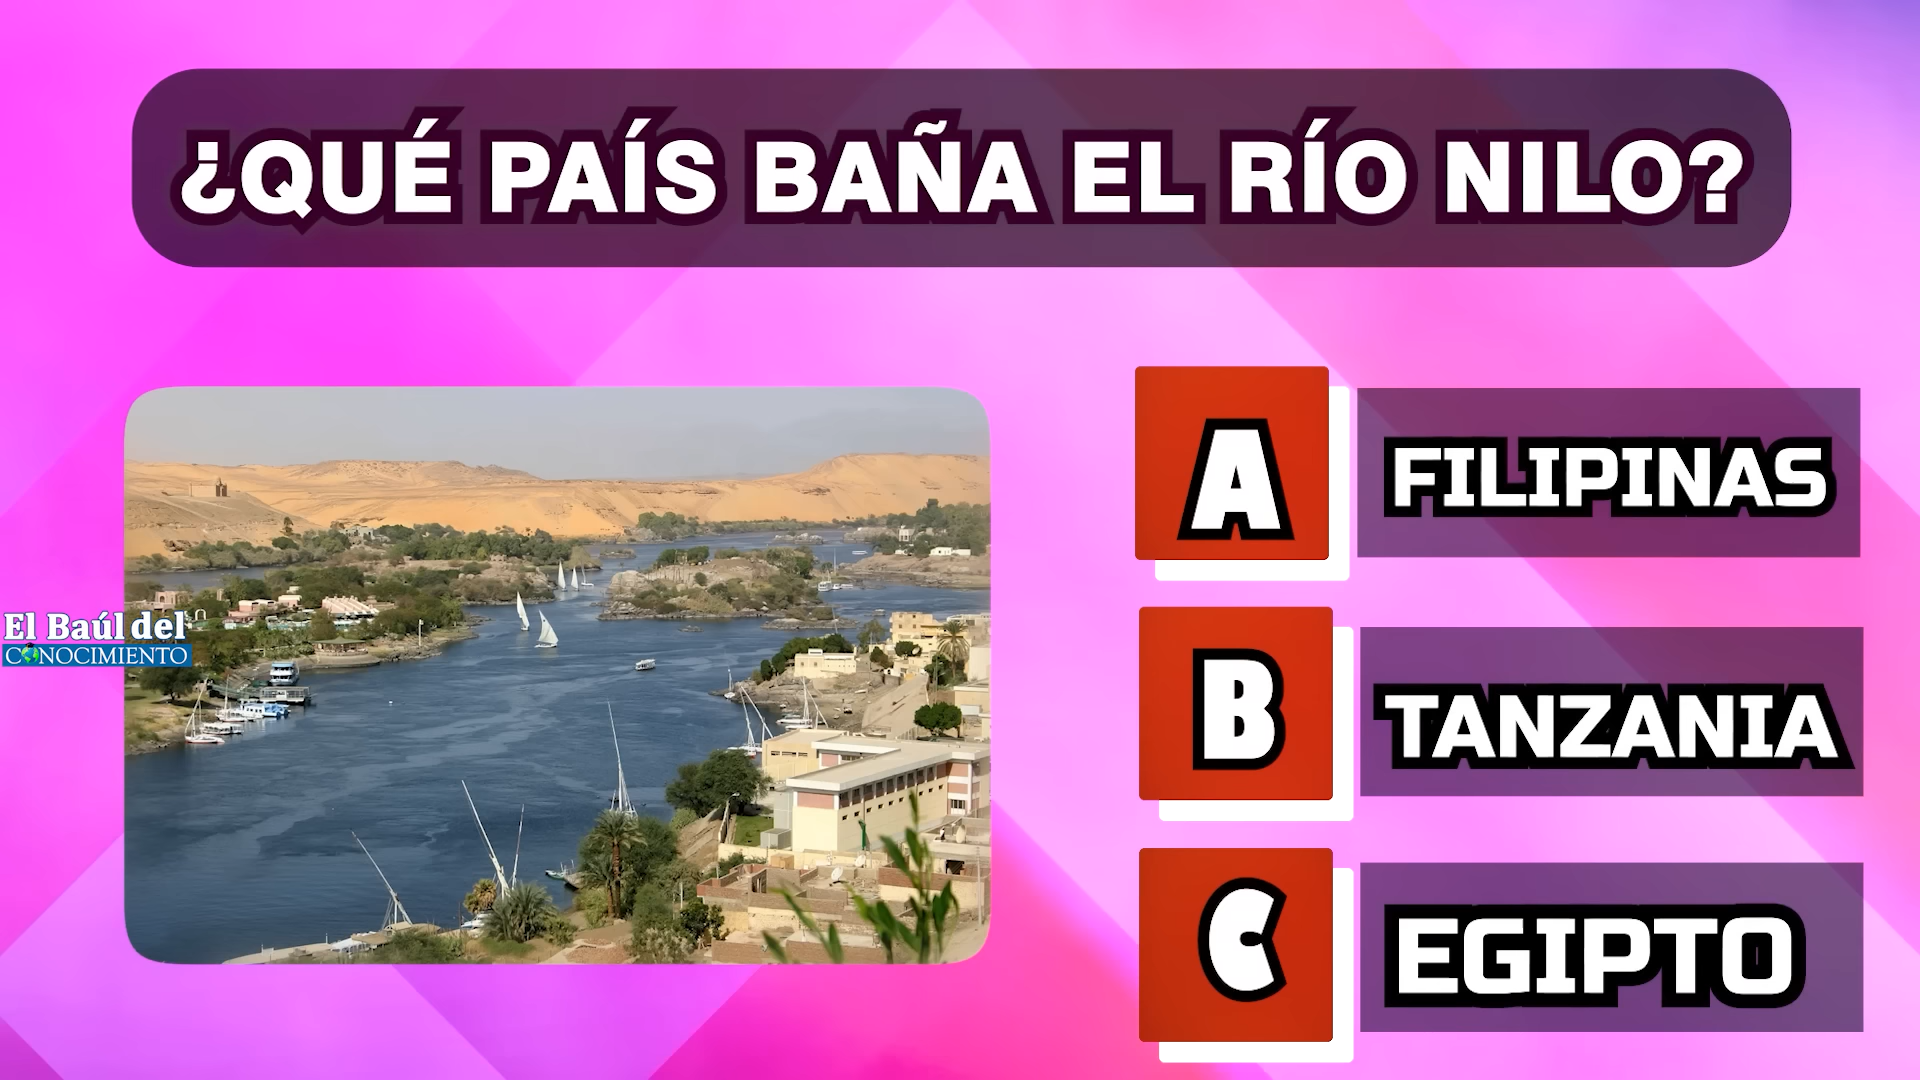 ¿QUÉ PAÍS BAÑA EL RÍO NILO?
A FILIPINAS
El Baúl del
CONOCIMIENTO
B TANZANIA
C EGIPTO